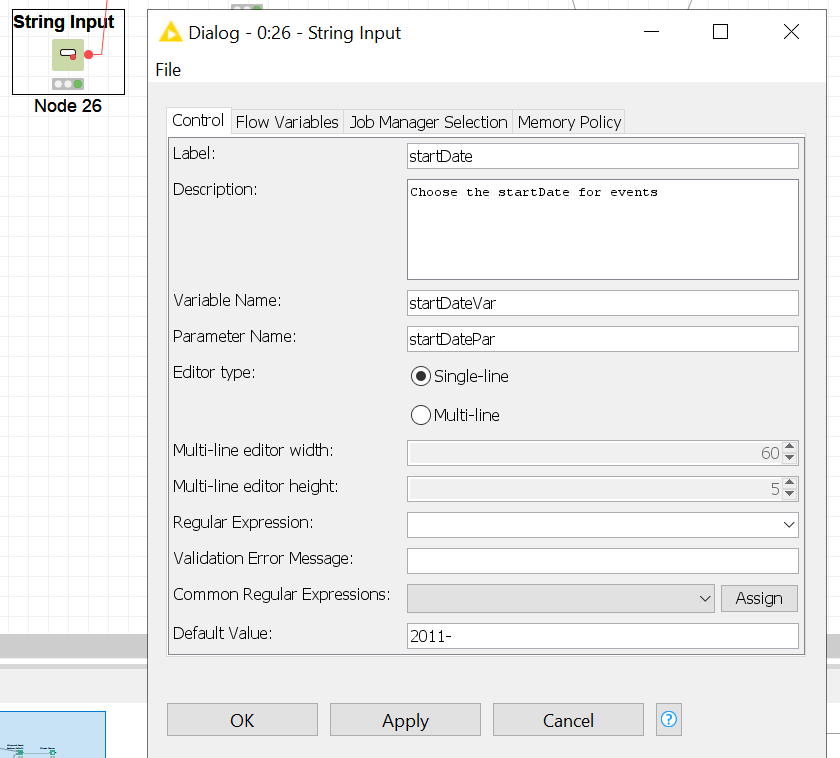 String Input
Node 26
Dialog - 0:26 - String Input
File
Control
Flow Variables
Job Manager Selection
Memory Policy
Label:
startDate
Description:
Choose the startDate for events
Variable Name:
startDateVar
Parameter Name:
startDatePar
Editor type:
Single-line
Multi-line
Multi-line editor width:
60
Multi-line editor height:
5
Regular Expression:
Validation Error Message:
Common Regular Expressions:
Assign
Default Value:
2011-
OK
Apply
Cancel
?